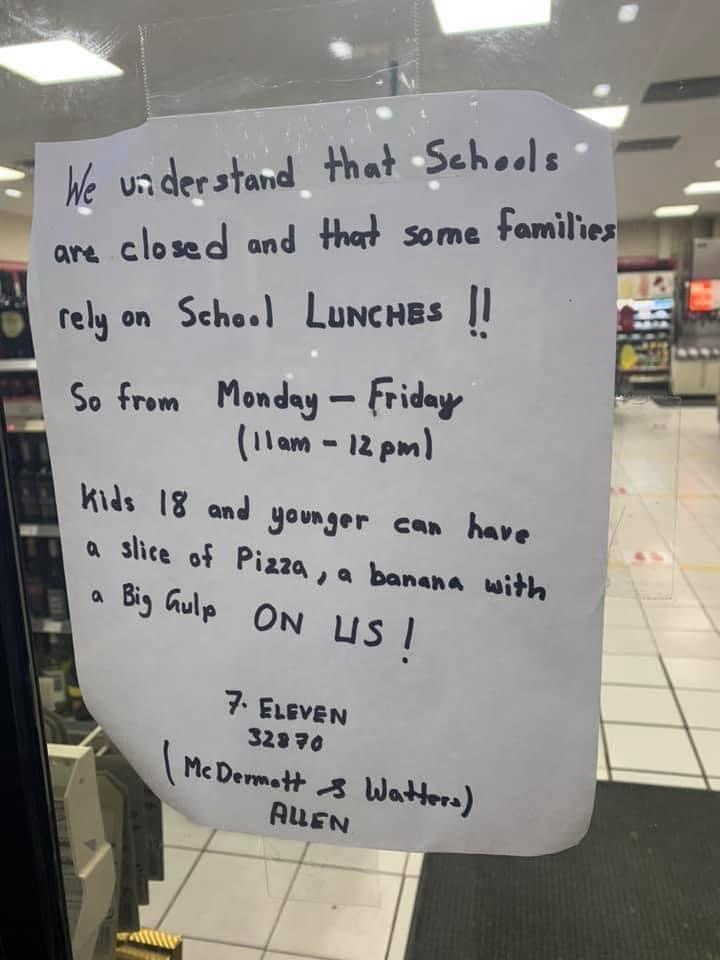 We understand that Schools
are closed and that some families
rely on School LUNCHES !!
So from Monday - Friday
(11am - 12pm)
Kids 18 and younger can have
a slice of Pizza, a banana with
a Big Gulp ON US!
7. ELEVEN
32870
(McDermott & Watters)
ALLEN